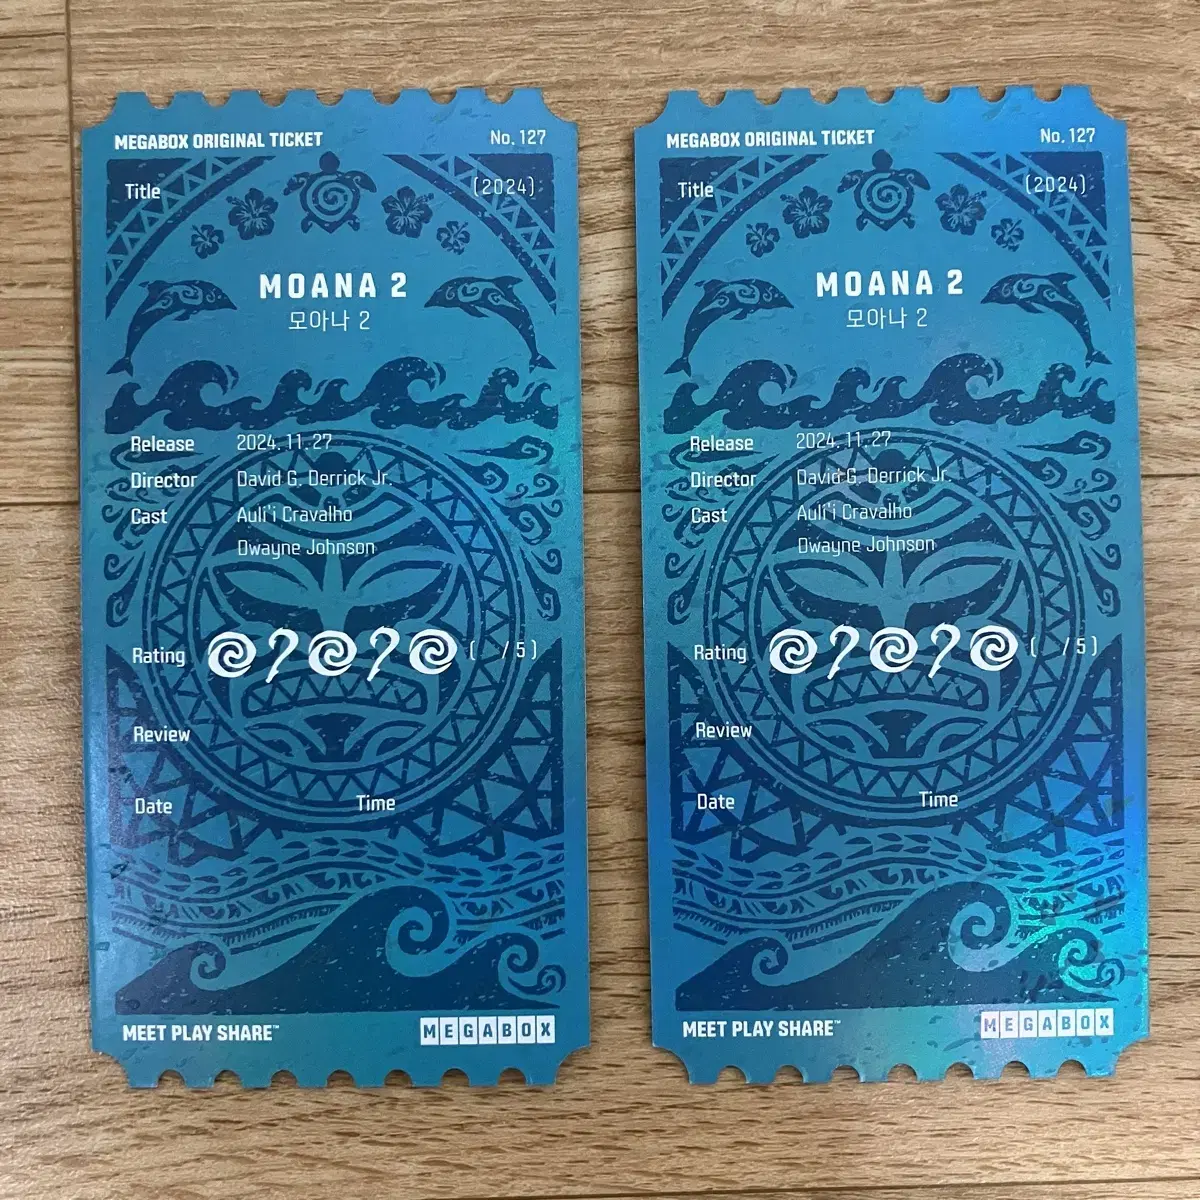 MEGABOX ORIGINAL TICKET No. 127
Title (2024)
MOANA 2
모아나 2
Release 2024. 11. 27
Director David G. Derrick Jr.
Cast Auli'i Cravalho
Dwayne Johnson
Rating ( /5)
Review
Date Time
MEET PLAY SHARE™ MEGABOX
MEGABOX ORIGINAL TICKET No. 127
Title (2024)
MOANA 2
모아나 2
Release 2024. 11. 27
Director David G. Derrick Jr.
Cast Auli'i Cravalho
Dwayne Johnson
Rating ( /5)
Review
Date Time
MEET PLAY SHARE™ MEGABOX